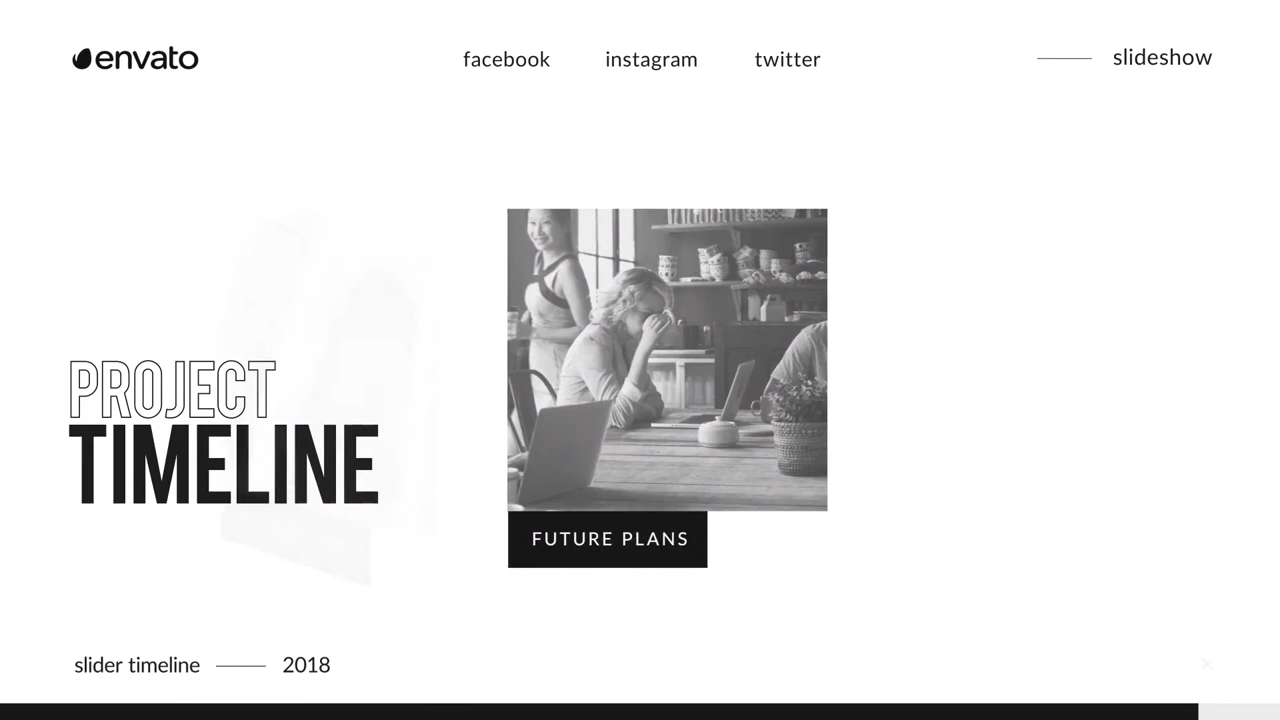 envato
facebook
instagram
twitter
slideshow
PROJECT
TIMELINE
FUTURE PLANS
slider timeline
2018